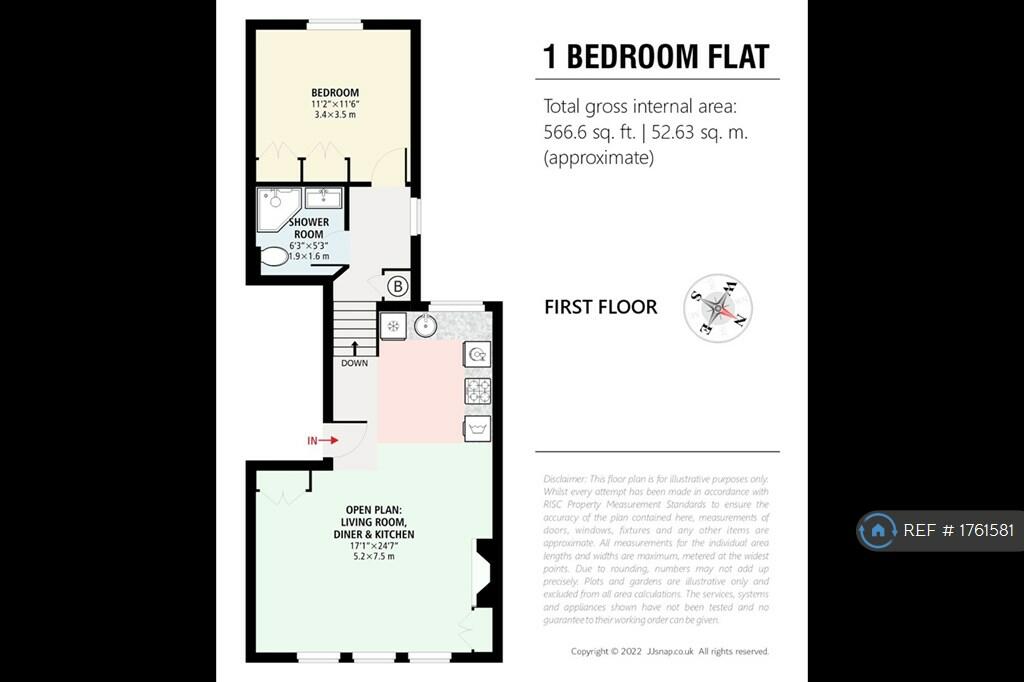 1 BEDROOM FLAT
Total gross internal area:
566.6 sq. ft. | 52.63 sq. m.
(approximate)
BEDROOM
11'2"×11'6"
3.4×3.5 m
SHOWER
ROOM
6'3"×5'3"
1.9×1.6 m
B
DOWN
IN
OPEN PLAN:
LIVING ROOM,
DINER & KITCHEN
17'1"×24'7"
5.2×7.5 m
FIRST FLOOR
S
W
N
E
Disclaimer: This floor plan is for illustrative purposes only.
Whilst every attempt has been made in accordance with
RISC Property Measurement Standards to ensure the
accuracy of the plan contained here, measurements of
doors, windows, fixtures and any other items are
approximate. All measurements for the individual area
lengths and widths are maximum, metered at the widest
points. Due to rounding, numbers may not add up
precisely. Plots and gardens are illustrative only and
excluded from all area calculations. The services, systems
and appliances shown have not been tested and no
guarantee to their working order can be given.
Copyright © 2022 JJsnap.co.uk All rights reserved.
REF # 1761581